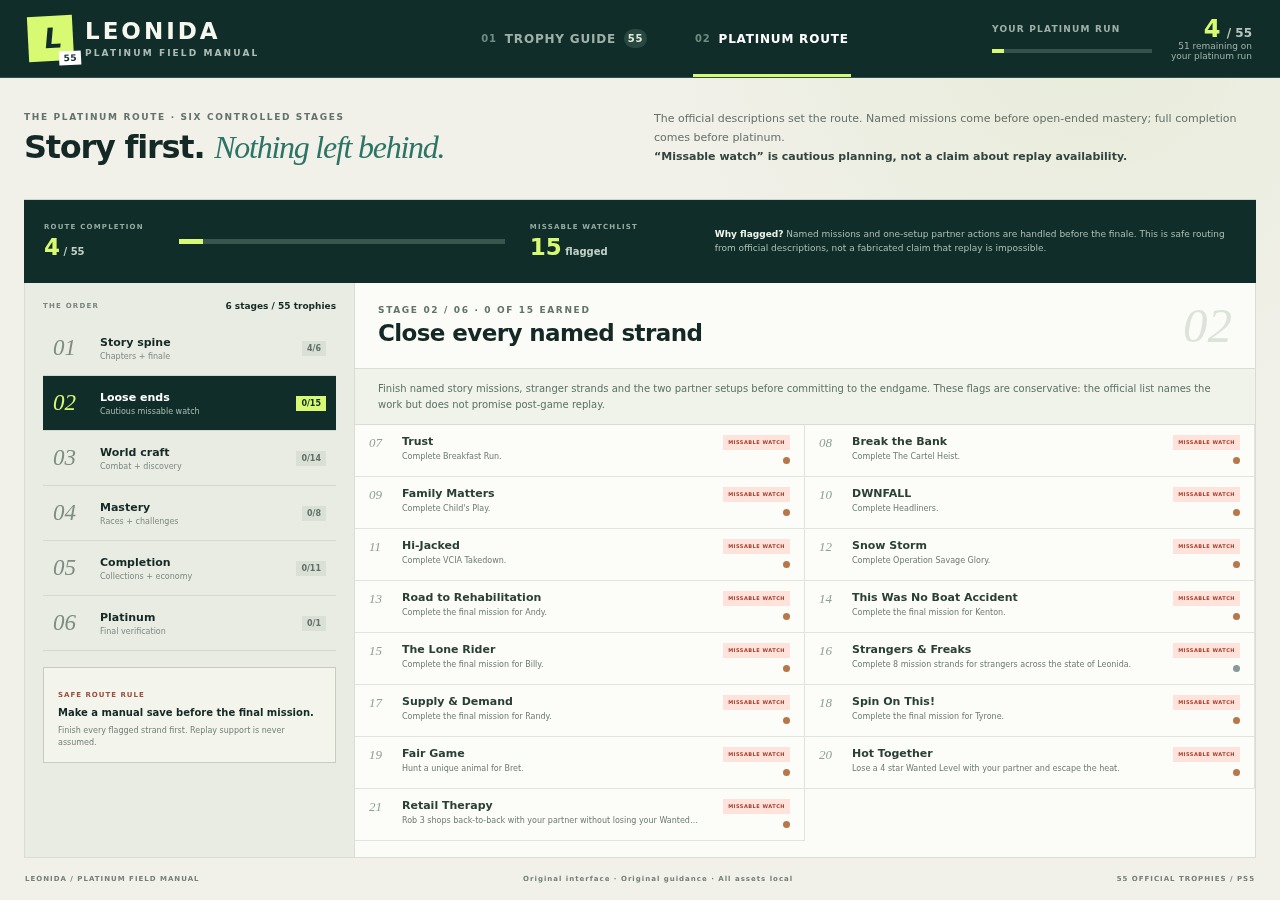 L
55
LEONIDA
PLATINUM FIELD MANUAL
01 TROPHY GUIDE 55
02 PLATINUM ROUTE
YOUR PLATINUM RUN
4 / 55
51 remaining on
your platinum run
THE PLATINUM ROUTE · SIX CONTROLLED STAGES
Story first. Nothing left behind.
The official descriptions set the route. Named missions come before open-ended mastery; full completion
comes before platinum.
“Missable watch” is cautious planning, not a claim about replay availability.
ROUTE COMPLETION
4 / 55
MISSABLE WATCHLIST
15 flagged
Why flagged? Named missions and one-setup partner actions are handled before the finale. This is safe routing
from official descriptions, not a fabricated claim that replay is impossible.
THE ORDER
6 stages / 55 trophies
01 Story spine 4/6
Chapters + finale
02 Loose ends 0/15
Cautious missable watch
03 World craft 0/14
Combat + discovery
04 Mastery 0/8
Races + challenges
05 Completion 0/11
Collections + economy
06 Platinum 0/1
Final verification
SAFE ROUTE RULE
Make a manual save before the final mission.
Finish every flagged strand first. Replay support is never
assumed.
STAGE 02 / 06 · 0 OF 15 EARNED
Close every named strand
02
Finish named story missions, stranger strands and the two partner setups before committing to the endgame. These flags are conservative: the official list names the
work but does not promise post-game replay.
07 Trust MISSABLE WATCH
Complete Breakfast Run.
08 Break the Bank MISSABLE WATCH
Complete The Cartel Heist.
09 Family Matters MISSABLE WATCH
Complete Child's Play.
10 DWNFALL MISSABLE WATCH
Complete Headliners.
11 Hi-Jacked MISSABLE WATCH
Complete VCIA Takedown.
12 Snow Storm MISSABLE WATCH
Complete Operation Savage Glory.
13 Road to Rehabilitation MISSABLE WATCH
Complete the final mission for Andy.
14 This Was No Boat Accident MISSABLE WATCH
Complete the final mission for Kenton.
15 The Lone Rider MISSABLE WATCH
Complete the final mission for Billy.
16 Strangers & Freaks MISSABLE WATCH
Complete 8 mission strands for strangers across the state of Leonida.
17 Supply & Demand MISSABLE WATCH
Complete the final mission for Randy.
18 Spin On This! MISSABLE WATCH
Complete the final mission for Tyrone.
19 Fair Game MISSABLE WATCH
Hunt a unique animal for Bret.
20 Hot Together MISSABLE WATCH
Lose a 4 star Wanted Level with your partner and escape the heat.
21 Retail Therapy MISSABLE WATCH
Rob 3 shops back-to-back with your partner without losing your Wanted…
LEONIDA / PLATINUM FIELD MANUAL
Original interface · Original guidance · All assets local
55 OFFICIAL TROPHIES / PS5